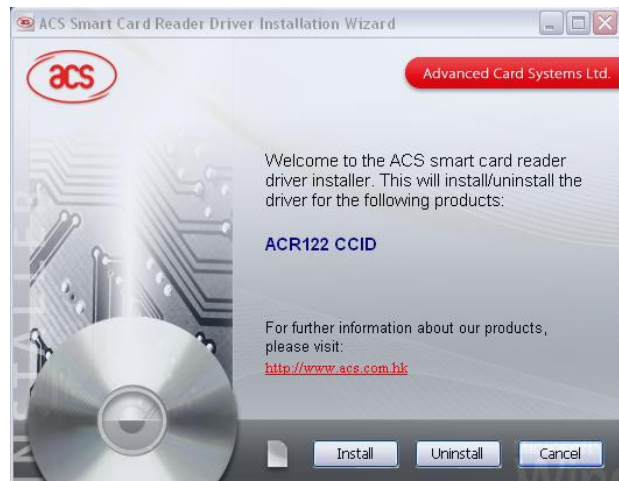 ACS Smart Card Reader Driver Installation Wizard
acs
Advanced Card Systems Ltd.
Welcome to the ACS smart card reader
driver installer. This will install/uninstall the
driver for the following products:
ACR122 CCID
For further information about our products,
please visit:
http://www.acs.com.hk
INSTALLER
Install
Uninstall
Cancel